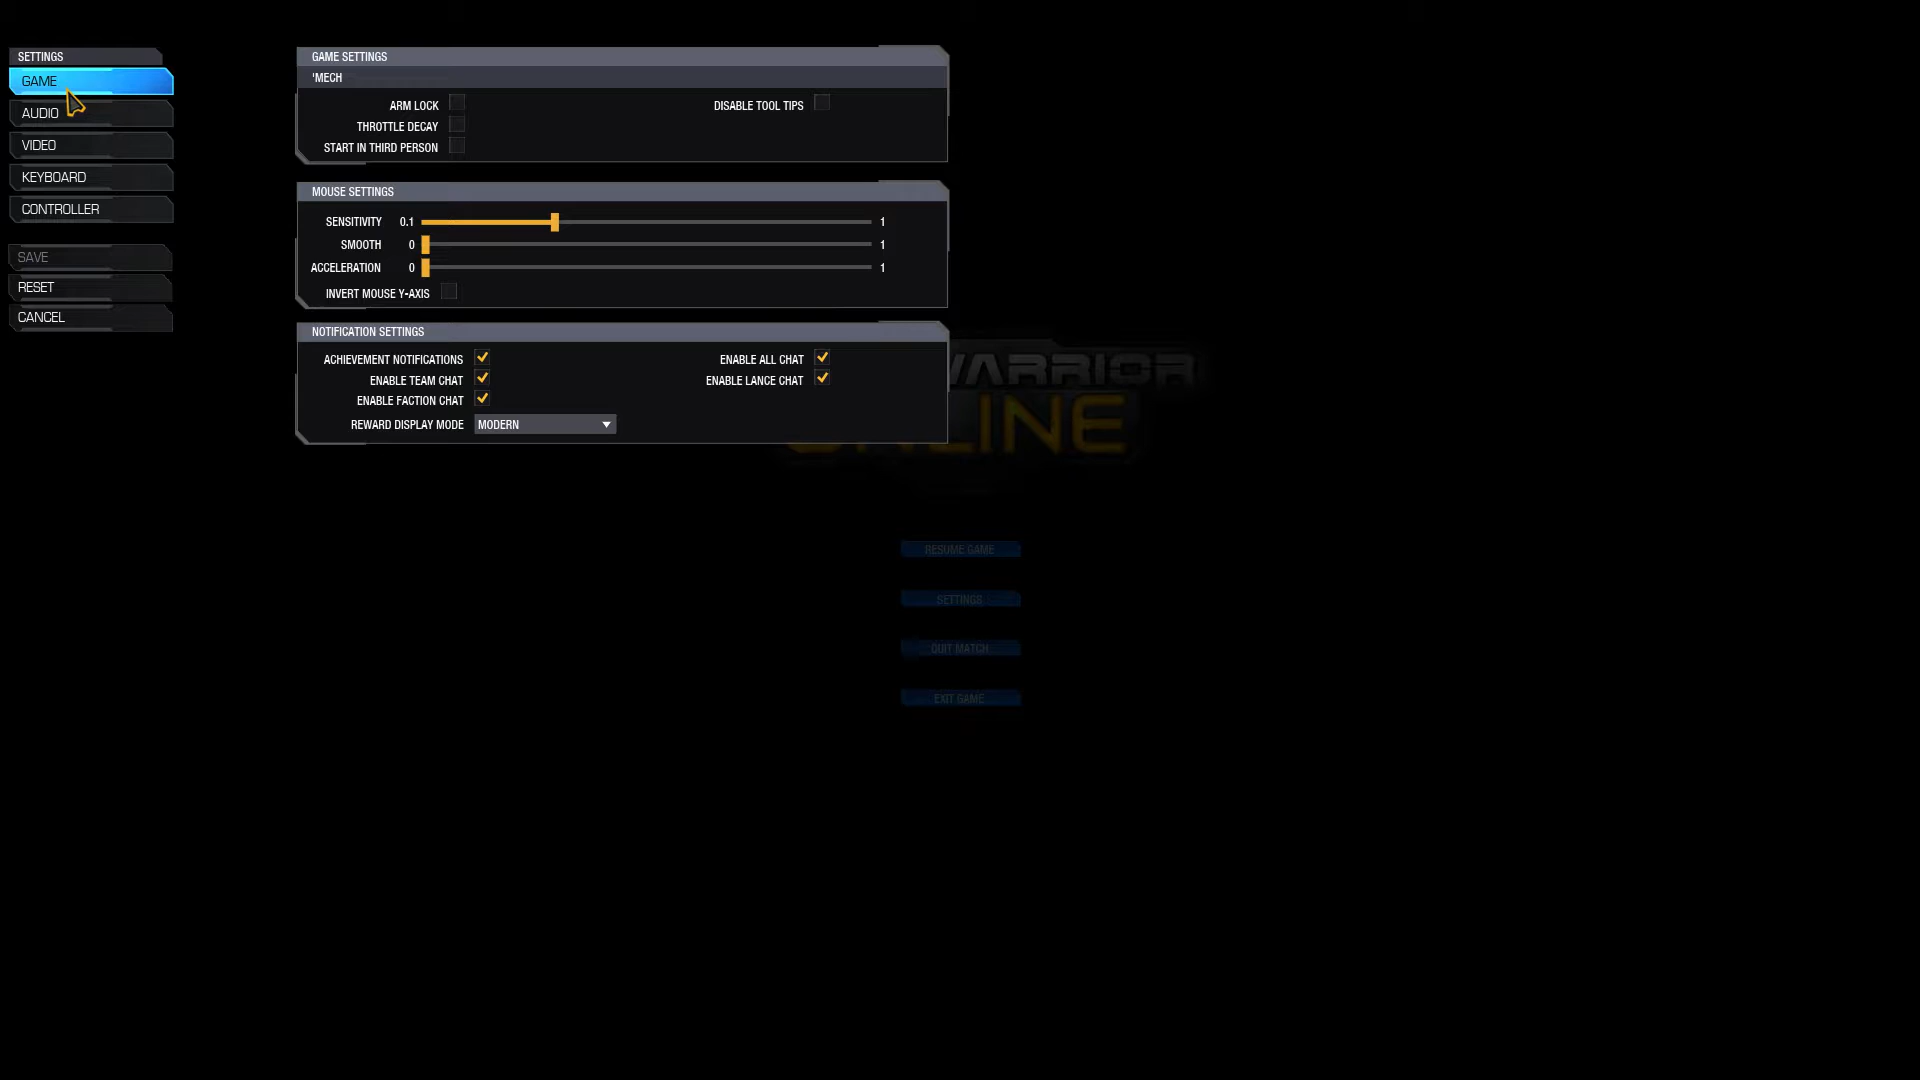 SETTINGS
GAME
AUDIO
VIDEO
KEYBOARD
CONTROLLER
SAVE
RESET
CANCEL
GAME SETTINGS
'MECH
ARM LOCK
DISABLE TOOL TIPS
THROTTLE DECAY
START IN THIRD PERSON
MOUSE SETTINGS
SENSITIVITY 0.1 1
SMOOTH 0 1
ACCELERATION 0 1
INVERT MOUSE Y-AXIS
NOTIFICATION SETTINGS
ACHIEVEMENT NOTIFICATIONS
ENABLE ALL CHAT
ENABLE TEAM CHAT
ENABLE LANCE CHAT
ENABLE FACTION CHAT
REWARD DISPLAY MODE MODERN
WARRIOR
ONLINE
RESUME GAME
SETTINGS
QUIT MATCH
EXIT GAME